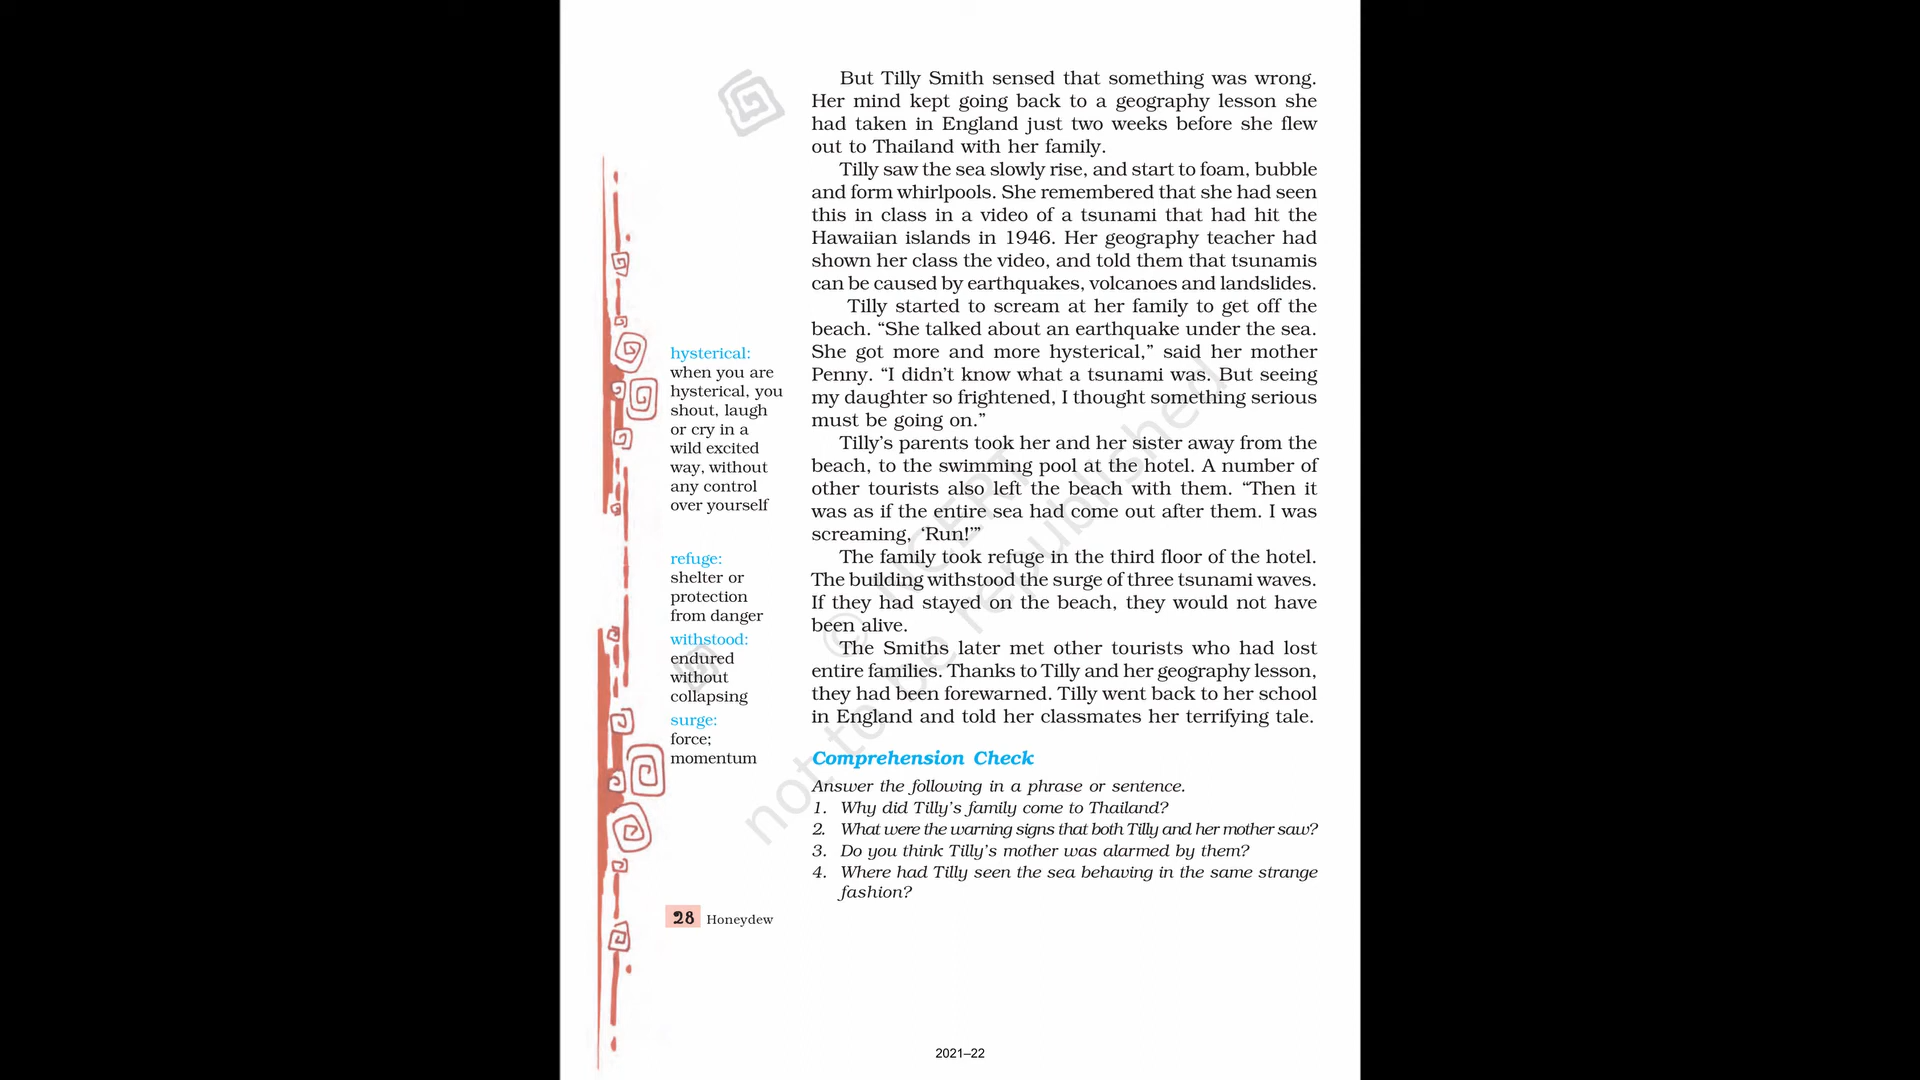 But Tilly Smith sensed that something was wrong.
Her mind kept going back to a geography lesson she
had taken in England just two weeks before she flew
out to Thailand with her family.
Tilly saw the sea slowly rise, and start to foam, bubble
and form whirlpools. She remembered that she had seen
this in class in a video of a tsunami that had hit the
Hawaiian islands in 1946. Her geography teacher had
shown her class the video, and told them that tsunamis
can be caused by earthquakes, volcanoes and landslides.
Tilly started to scream at her family to get off the
beach. “She talked about an earthquake under the sea.
She got more and more hysterical,” said her mother
Penny. “I didn’t know what a tsunami was. But seeing
my daughter so frightened, I thought something serious
must be going on.”
Tilly’s parents took her and her sister away from the
beach, to the swimming pool at the hotel. A number of
other tourists also left the beach with them. “Then it
was as if the entire sea had come out after them. I was
screaming, ‘Run!’”
The family took refuge in the third floor of the hotel.
The building withstood the surge of three tsunami waves.
If they had stayed on the beach, they would not have
been alive.
The Smiths later met other tourists who had lost
entire families. Thanks to Tilly and her geography lesson,
they had been forewarned. Tilly went back to her school
in England and told her classmates her terrifying tale.
hysterical:
when you are
hysterical, you
shout, laugh
or cry in a
wild excited
way, without
any control
over yourself
refuge:
shelter or
protection
from danger
withstood:
endured
without
collapsing
surge:
force;
momentum
Comprehension Check
Answer the following in a phrase or sentence.
1. Why did Tilly’s family come to Thailand?
2. What were the warning signs that both Tilly and her mother saw?
3. Do you think Tilly’s mother was alarmed by them?
4. Where had Tilly seen the sea behaving in the same strange
fashion?
28 Honeydew
2021–22
© NCERT
not to be republished